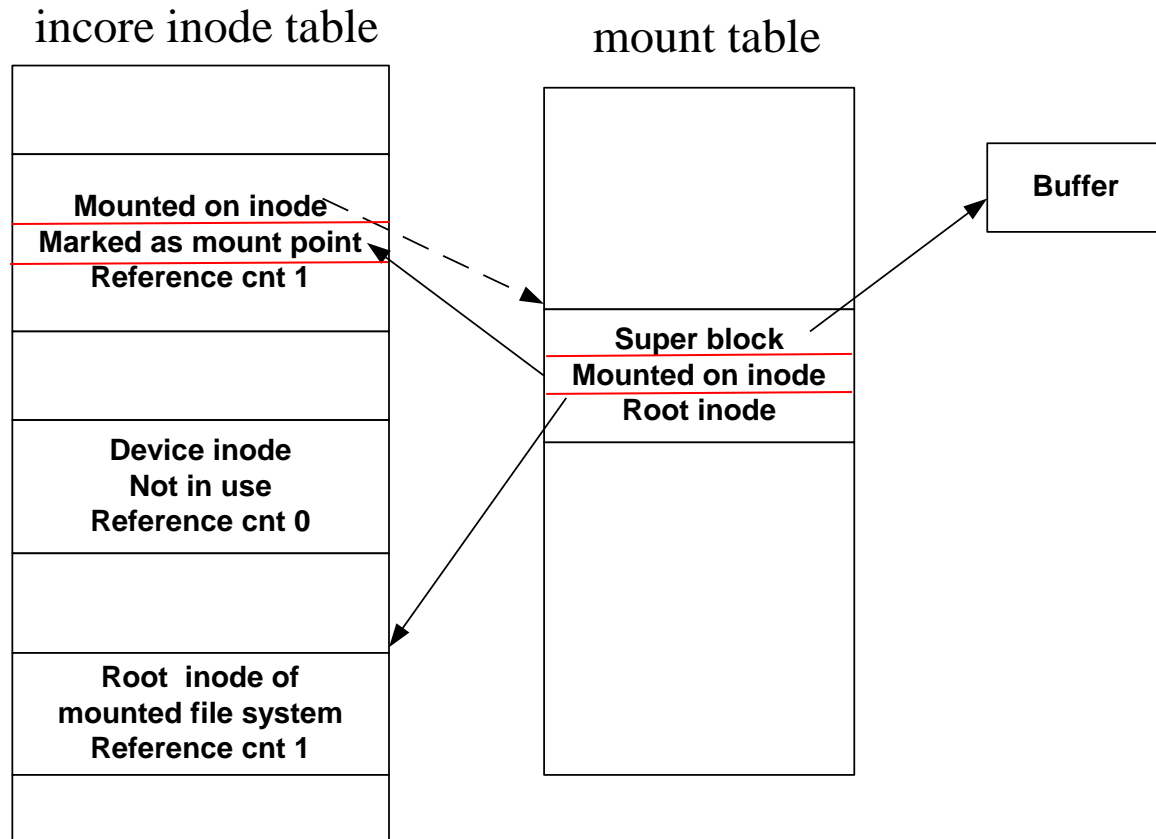 incore inode table
mount table
Buffer
Mounted on inode
Marked as mount point
Reference cnt 1
Super block
Mounted on inode
Root inode
Device inode
Not in use
Reference cnt 0
Root inode of
mounted file system
Reference cnt 1